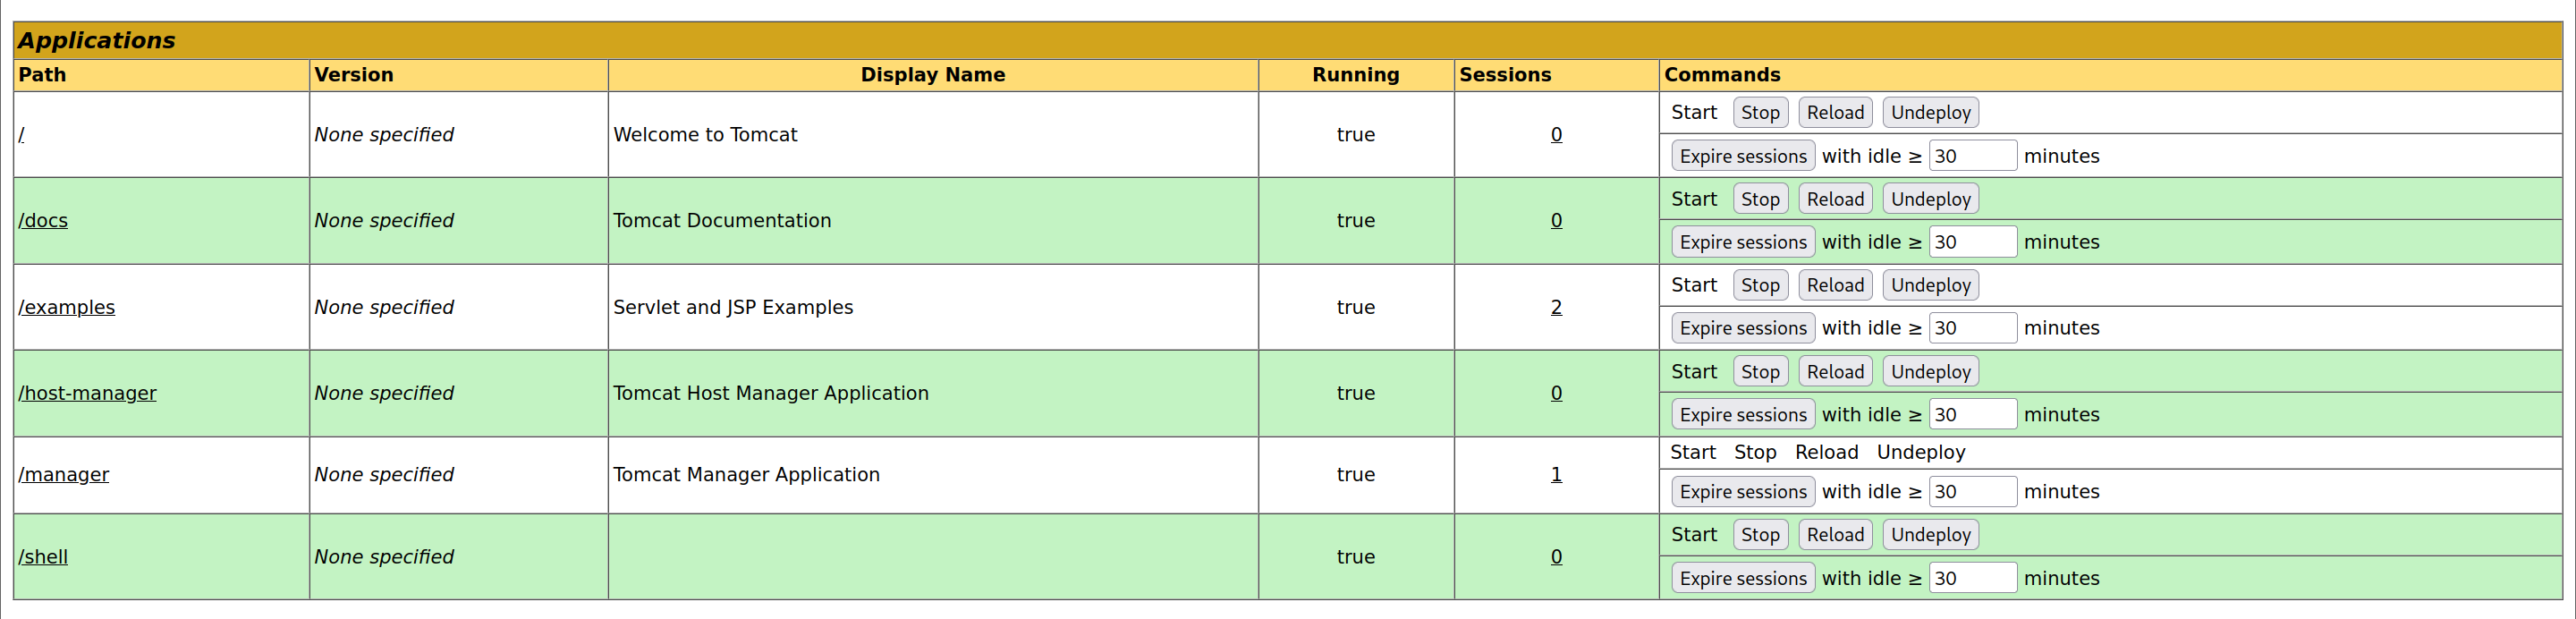 Applications
Path Version Display Name Running Sessions Commands
/ None specified Welcome to Tomcat true 0 Start Stop Reload Undeploy
Expire sessions with idle ≥ 30 minutes
/docs None specified Tomcat Documentation true 0 Start Stop Reload Undeploy
Expire sessions with idle ≥ 30 minutes
/examples None specified Servlet and JSP Examples true 2 Start Stop Reload Undeploy
Expire sessions with idle ≥ 30 minutes
/host-manager None specified Tomcat Host Manager Application true 0 Start Stop Reload Undeploy
Expire sessions with idle ≥ 30 minutes
/manager None specified Tomcat Manager Application true 1 Start Stop Reload Undeploy
Expire sessions with idle ≥ 30 minutes
/shell None specified true 0 Start Stop Reload Undeploy
Expire sessions with idle ≥ 30 minutes